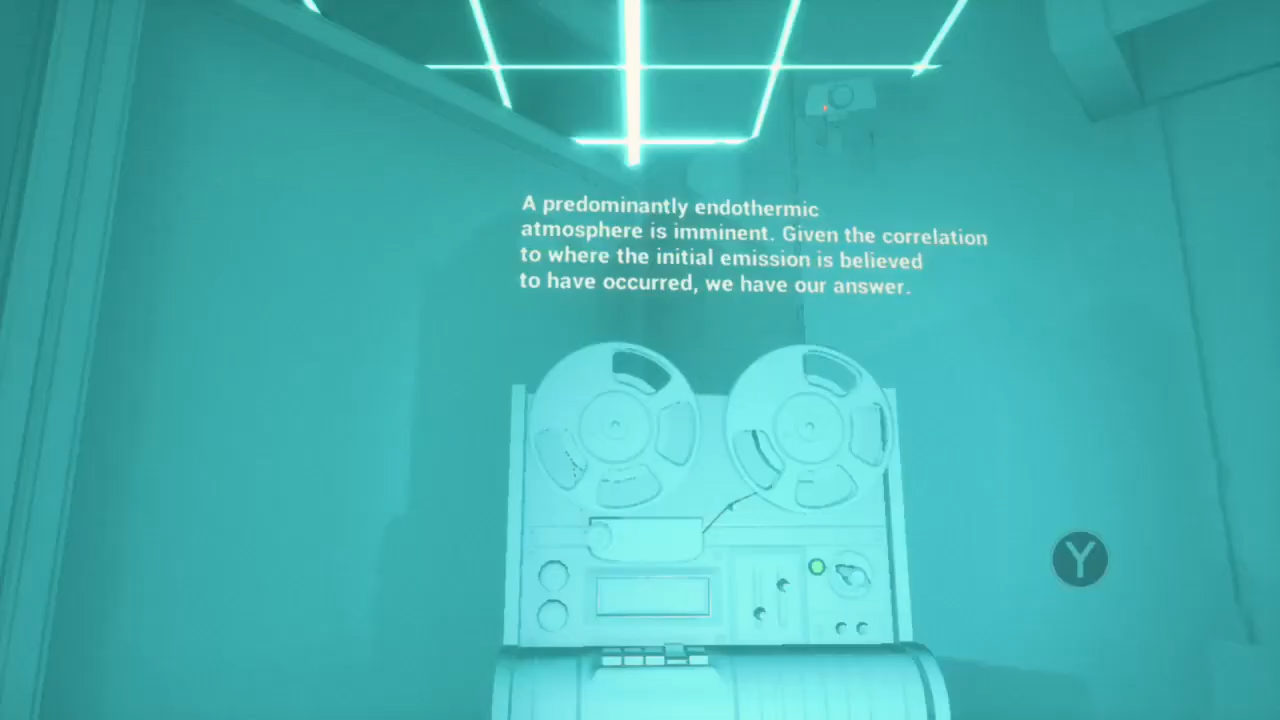 A predominantly endothermic
atmosphere is imminent. Given the correlation
to where the initial emission is believed
to have occurred, we have our answer.
Y